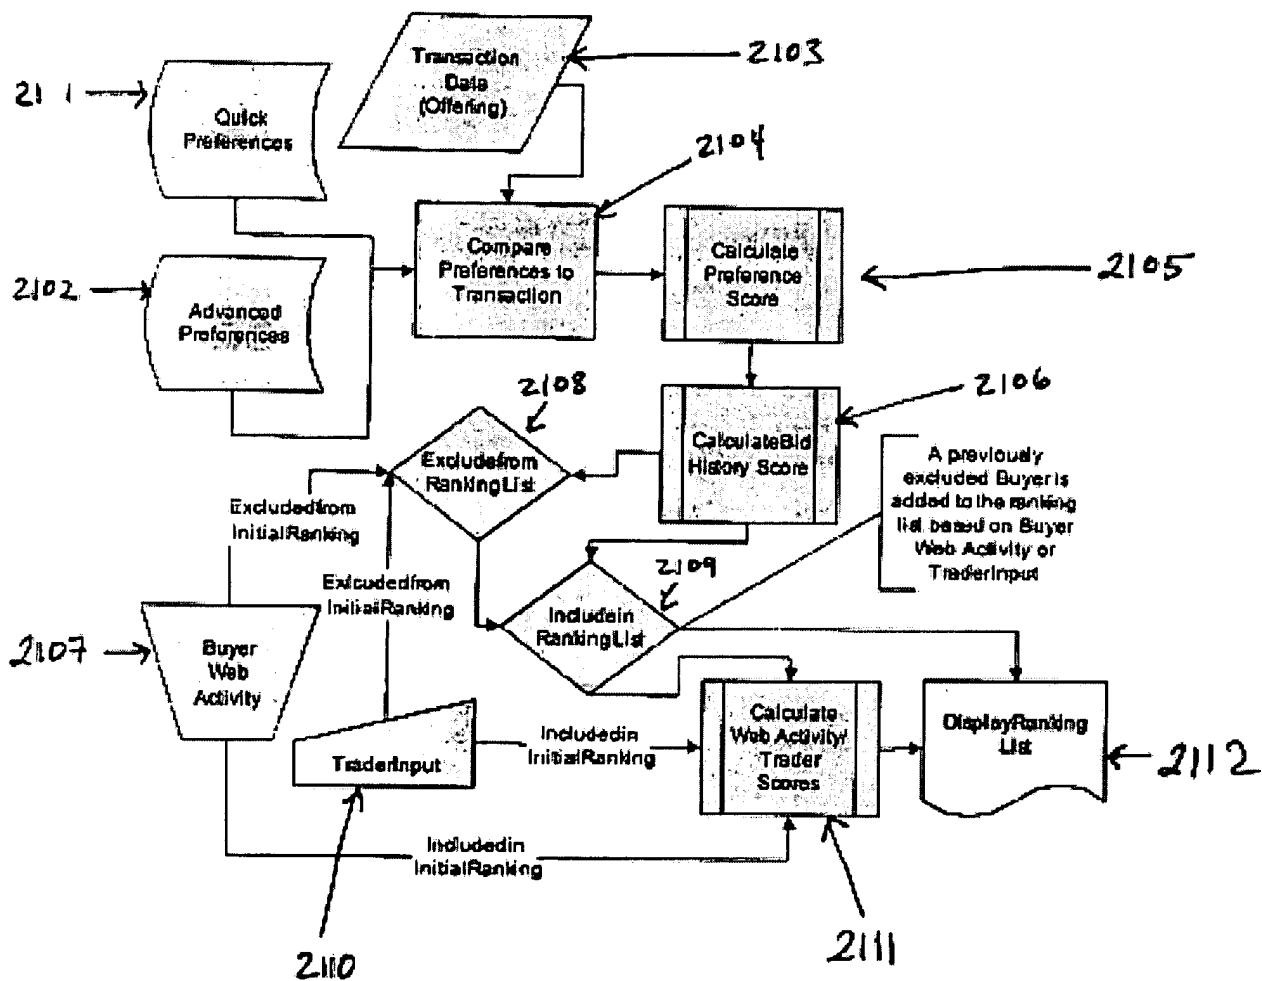 2103
Transaction
Data
(Offering)
2111
Quick
Preferences
2104
Compare
Preferences to
Transaction
Calculate
Preference
Score
2105
2102
Advanced
Preferences
2108
2106
Excludefrom
RankingList
CalculateBid
History Score
A previously
excluded Buyer is
added to the ranking
list based on Buyer
Web Activity or
TraderInput
Excludedfrom
InitialRanking
Exlcudedfrom
InitialRanking
2109
Includein
RankingList
2107
Buyer
Web
Activity
TraderInput
Includedin
InitialRanking
Calculate
Web Activity/
Trader
Scores
DisplayRanking
List
2112
Includedin
InitialRanking
2110
2111